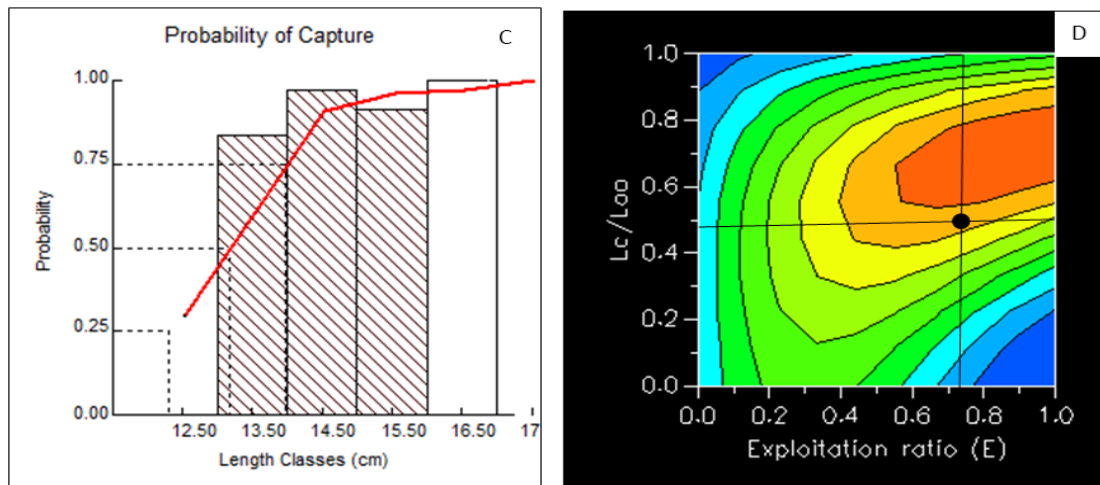 Probability of Capture
C
1.00
0.75
0.50
0.25
0.00
Probability
12.50 13.50 14.50 15.50 16.50 17
Length Classes (cm)
D
1.0
0.8
0.6
0.4
0.2
0.0
Lc/Loo
0.0 0.2 0.4 0.6 0.8 1.0
Exploitation ratio (E)